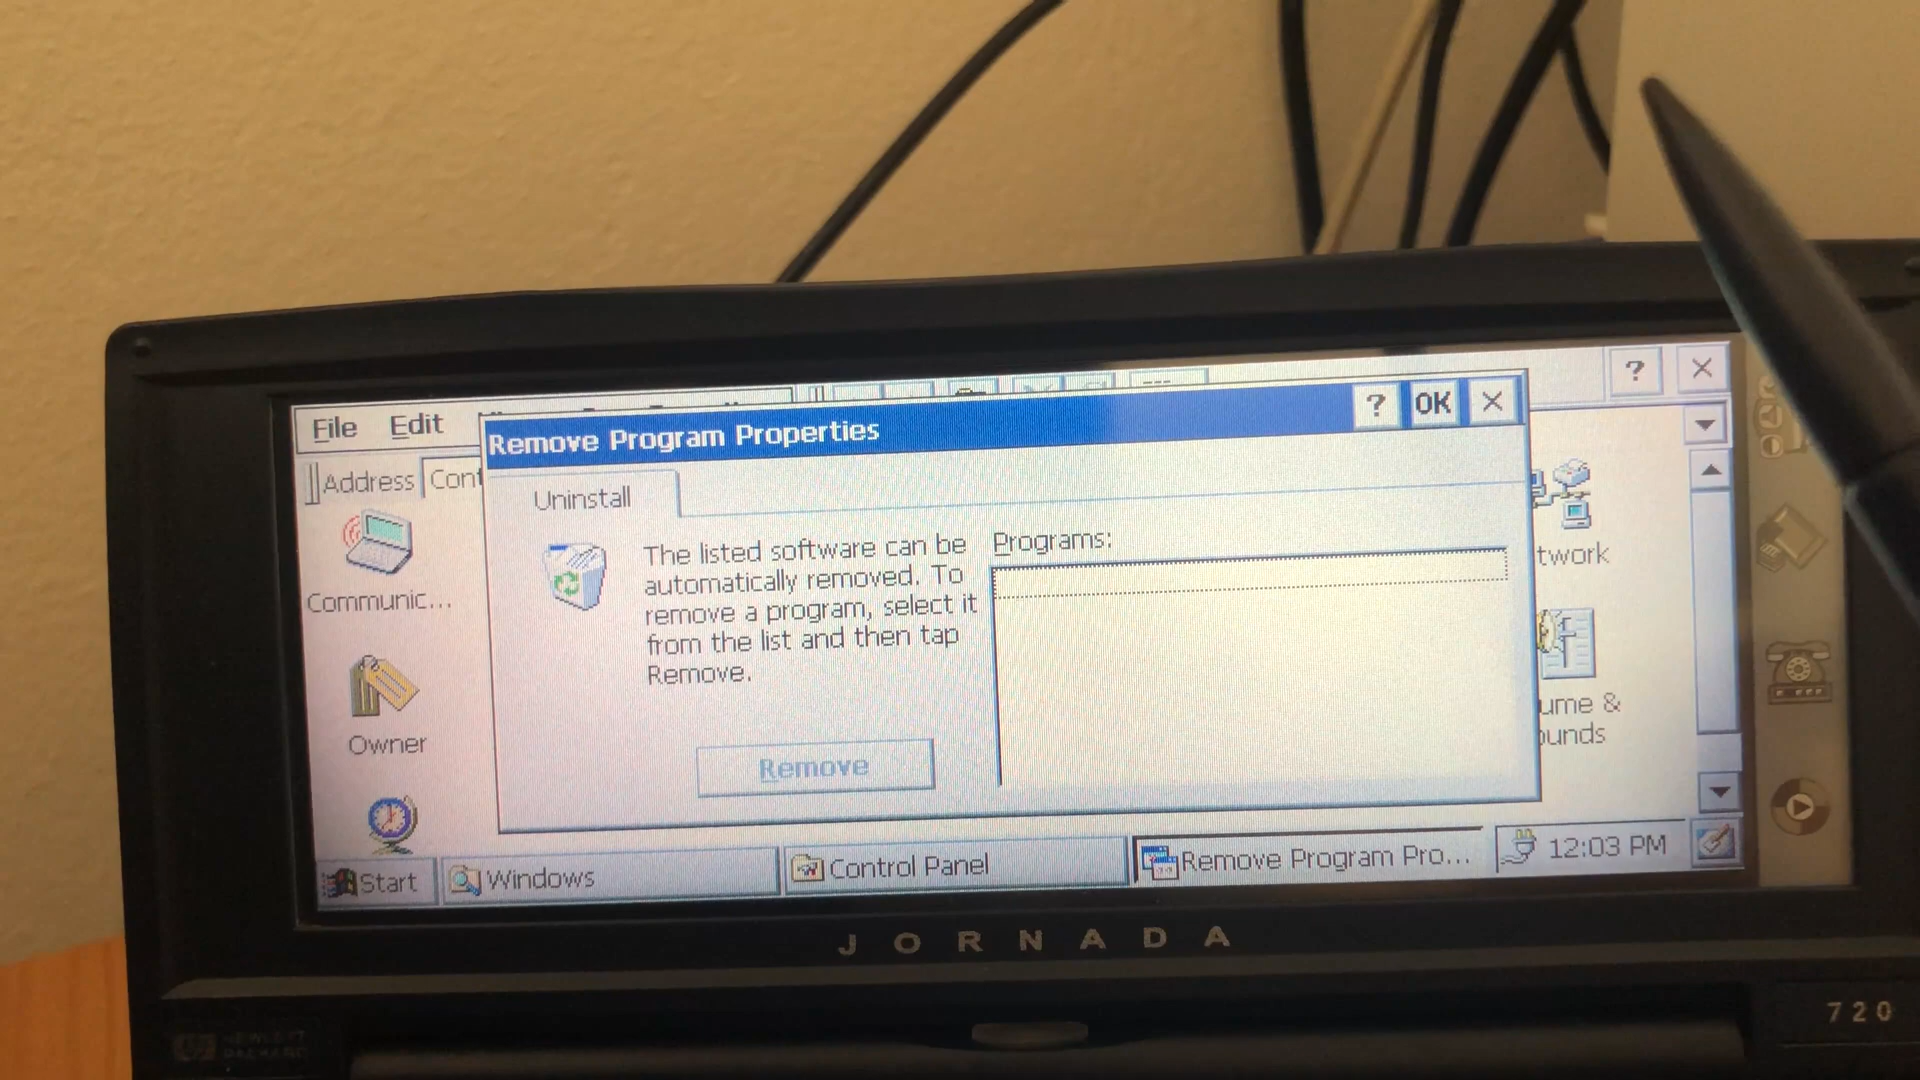 File Edit
? ×
Remove Program Properties
? OK ×
Address
Uninstall
The listed software can be
automatically removed. To
remove a program, select it
from the list and then tap
Remove.
Programs:
Remove
Communic...
Owner
twork
ume &
ounds
Start
Windows
Control Panel
Remove Program Pro...
12:03 PM
JORNADA
720